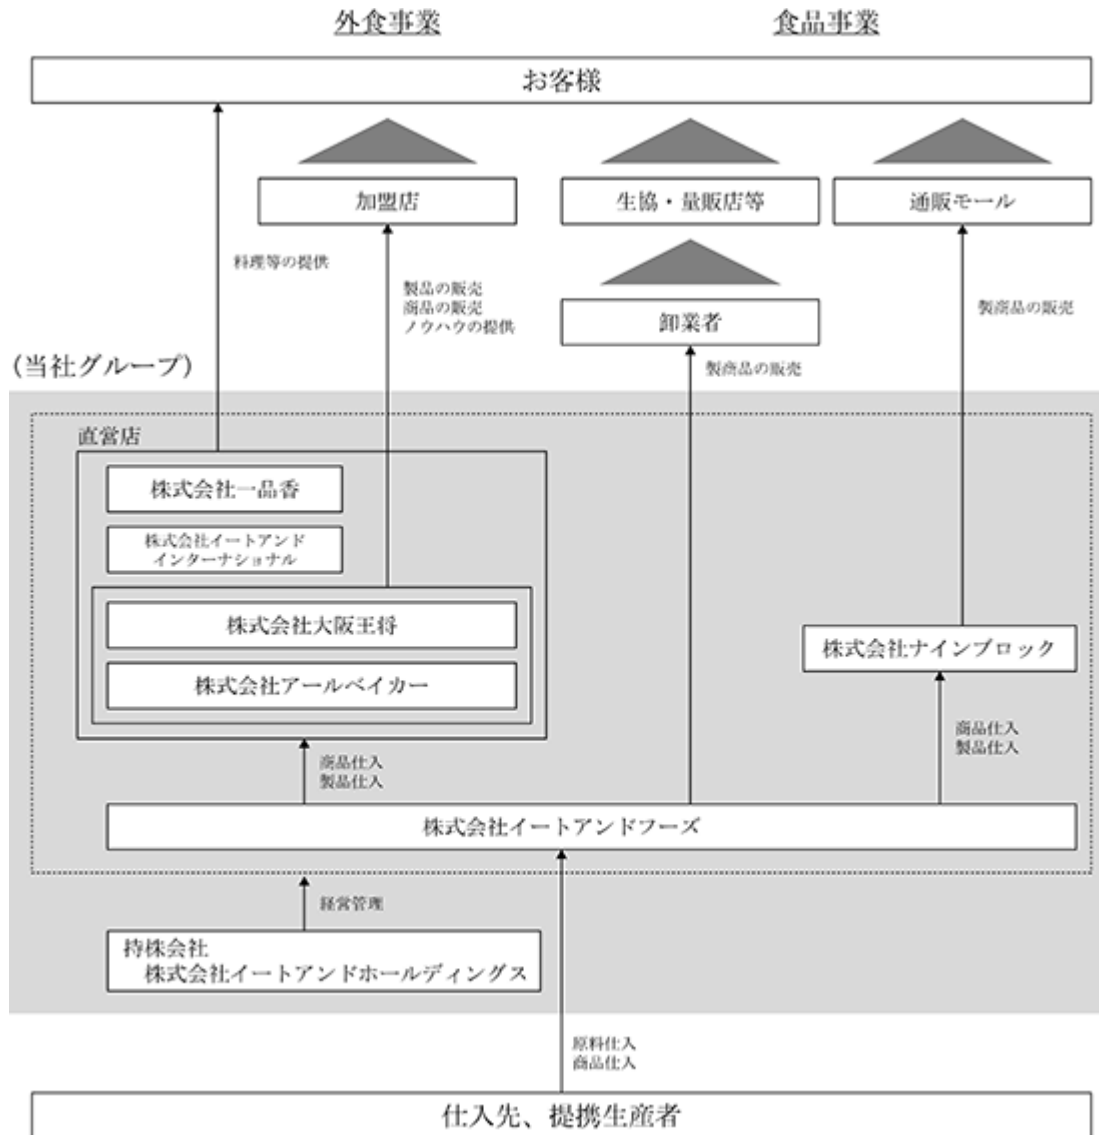 外食事業
食品事業
お客様
加盟店
生協・量販店等
通販モール
料理等の提供
製品の販売
商品の販売
ノウハウの提供
卸業者
製商品の販売
製商品の販売
(当社グループ)
直営店
株式会社一品香
株式会社イートアンド
インターナショナル
株式会社大阪王将
株式会社アールベイカー
株式会社ナインブロック
商品仕入
製品仕入
商品仕入
製品仕入
株式会社イートアンドフーズ
経営管理
持株会社
株式会社イートアンドホールディングス
原料仕入
商品仕入
仕入先、提携生産者